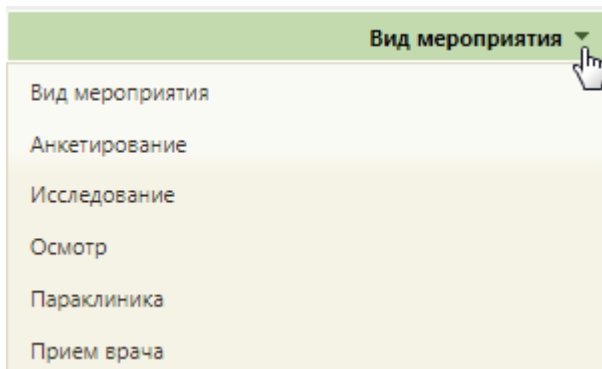 Вид мероприятия
Вид мероприятия
Анкетирование
Исследование
Осмотр
Параклиника
Прием врача